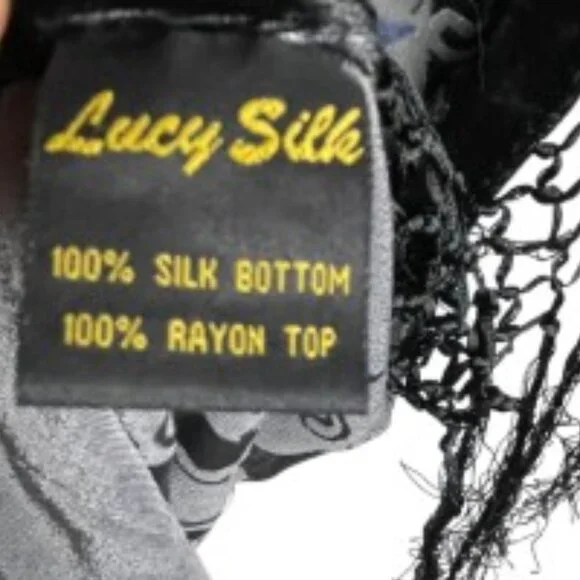 Lucy Silk
100% SILK BOTTOM
100% RAYON TOP